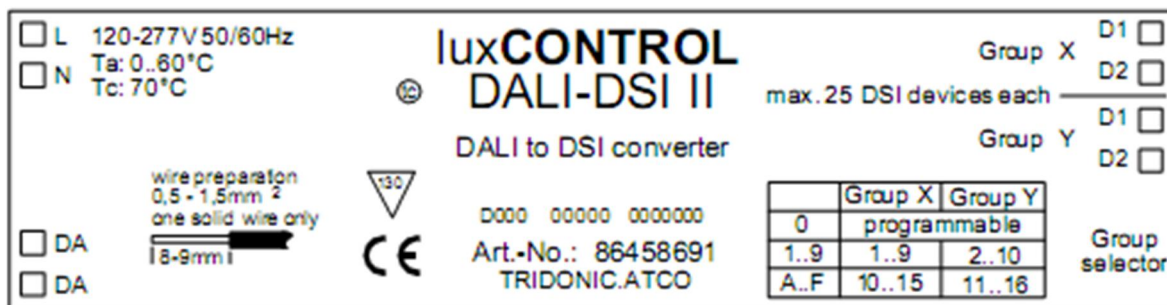 L 120-277V 50/60Hz
N Ta: 0..60°C
Tc: 70°C
tc
luxCONTROL
DALI-DSI II
DALI to DSI converter
Group X
D1
D2
max. 25 DSI devices each
Group Y
D1
D2
wire preparation
0,5 - 1,5mm²
one solid wire only
8-9mm
130
CE
D000 00000 0000000
Art.-No.: 86458691
TRIDONIC.ATCO
Group X Group Y
0 programmable
1..9 1..9 2..10
A..F 10..15 11..16
Group
selector
DA
DA